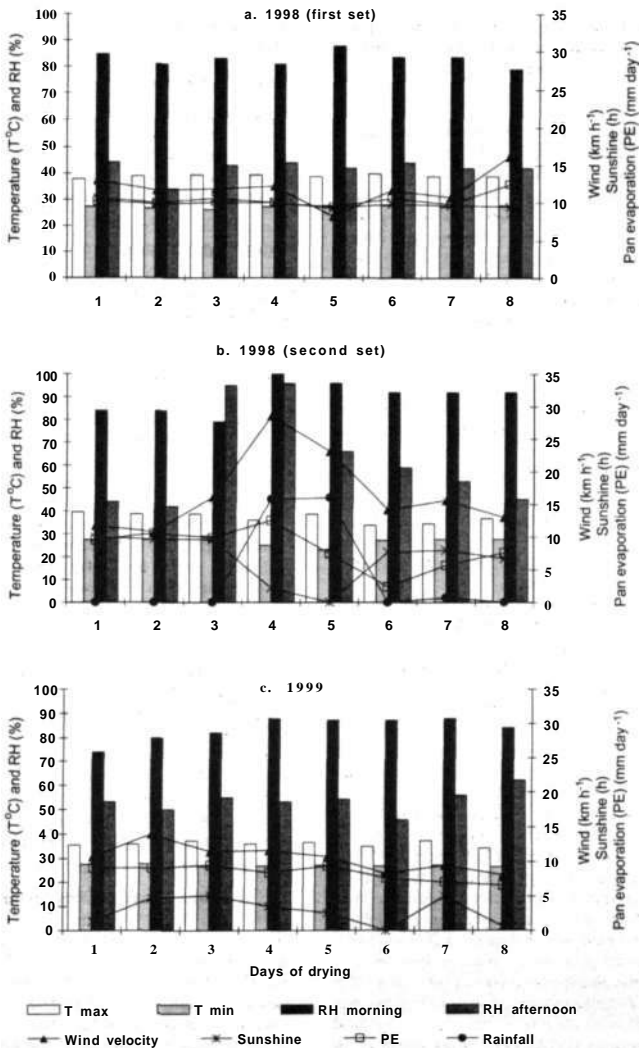 a. 1998 (first set)
Temperature (T°C) and RH (%)
100
90
80
70
60
50
40
30
20
10
0
35
30
25
20
15
10
5
0
Wind (km h-1)
Sunshine (h)
Pan evaporation (PE) (mm day-1)
1 2 3 4 5 6 7 8
b. 1998 (second set)
Temperature (T°C) and RH (%)
100
90
80
70
60
50
40
30
20
10
0
35
30
25
20
15
10
5
0
Wind (km h-1)
Sunshine (h)
Pan evaporation (PE) (mm day-1)
1 2 3 4 5 6 7 8
c. 1999
Temperature (T°C) and RH (%)
100
90
80
70
60
50
40
30
20
10
0
35
30
25
20
15
10
5
0
Wind (km h-1)
Sunshine (h)
Pan evaporation (PE) (mm day-1)
1 2 3 4 5 6 7 8
Days of drying
T max T min RH morning RH afternoon
Wind velocity Sunshine PE Rainfall